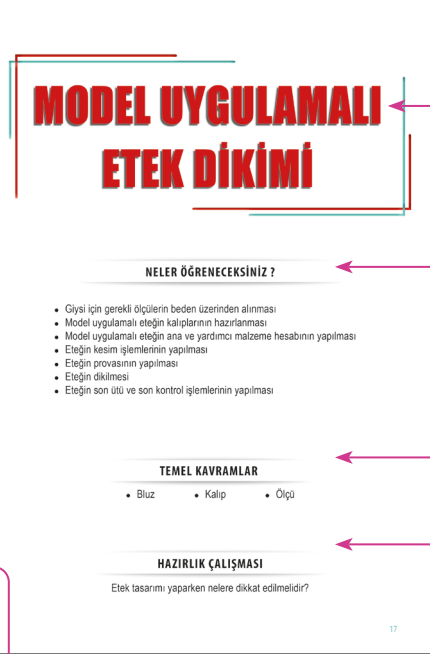 MODEL UYGULAMALI
ETEK DİKİMİ
NELER ÖĞRENECEKSİNİZ ?
• Giysi için gerekli ölçülerin beden üzerinden alınması
• Model uygulamalı eteğin kalıplarının hazırlanması
• Model uygulamalı eteğin ana ve yardımcı malzeme hesabının yapılması
• Eteğin kesim işlemlerinin yapılması
• Eteğin provasının yapılması
• Eteğin dikilmesi
• Eteğin son ütü ve son kontrol işlemlerinin yapılması
TEMEL KAVRAMLAR
• Bluz • Kalıp • Ölçü
HAZIRLIK ÇALIŞMASI
Etek tasarımı yaparken nelere dikkat edilmelidir?
17